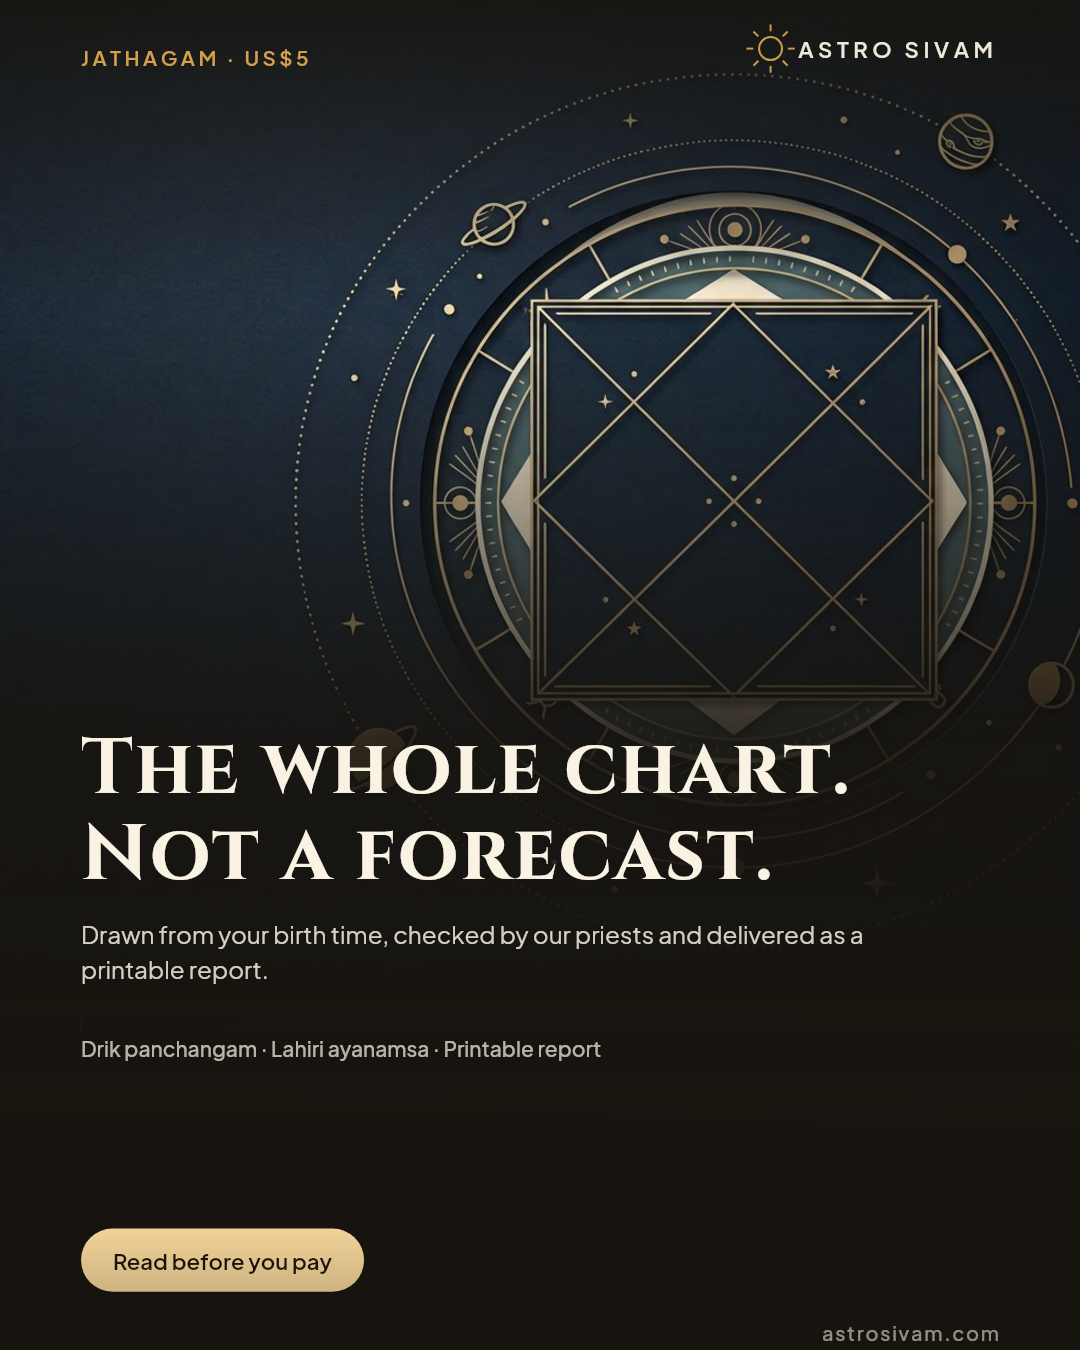 JATHAGAM · US$5
ASTRO SIVAM
THE WHOLE CHART.
NOT A FORECAST.
Drawn from your birth time, checked by our priests and delivered as a
printable report.
Drik panchangam · Lahiri ayanamsa · Printable report
Read before you pay
astrosivam.com